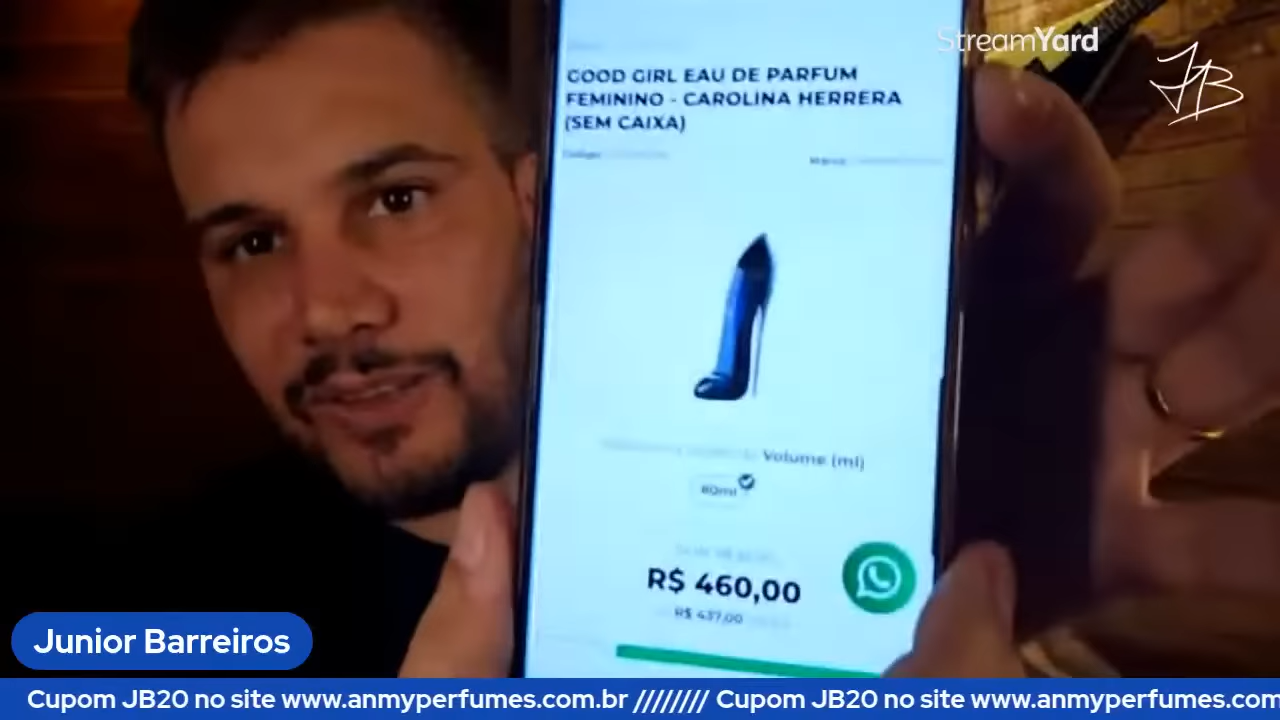 StreamYard
JB
GOOD GIRL EAU DE PARFUM
FEMININO - CAROLINA HERRERA
(SEM CAIXA)
Volume (ml)
80ml
R$ 460,00
R$ 437,00
Junior Barreiros
Cupom JB20 no site www.anmyperfumes.com.br //////// Cupom JB20 no site www.anmyperfumes.com